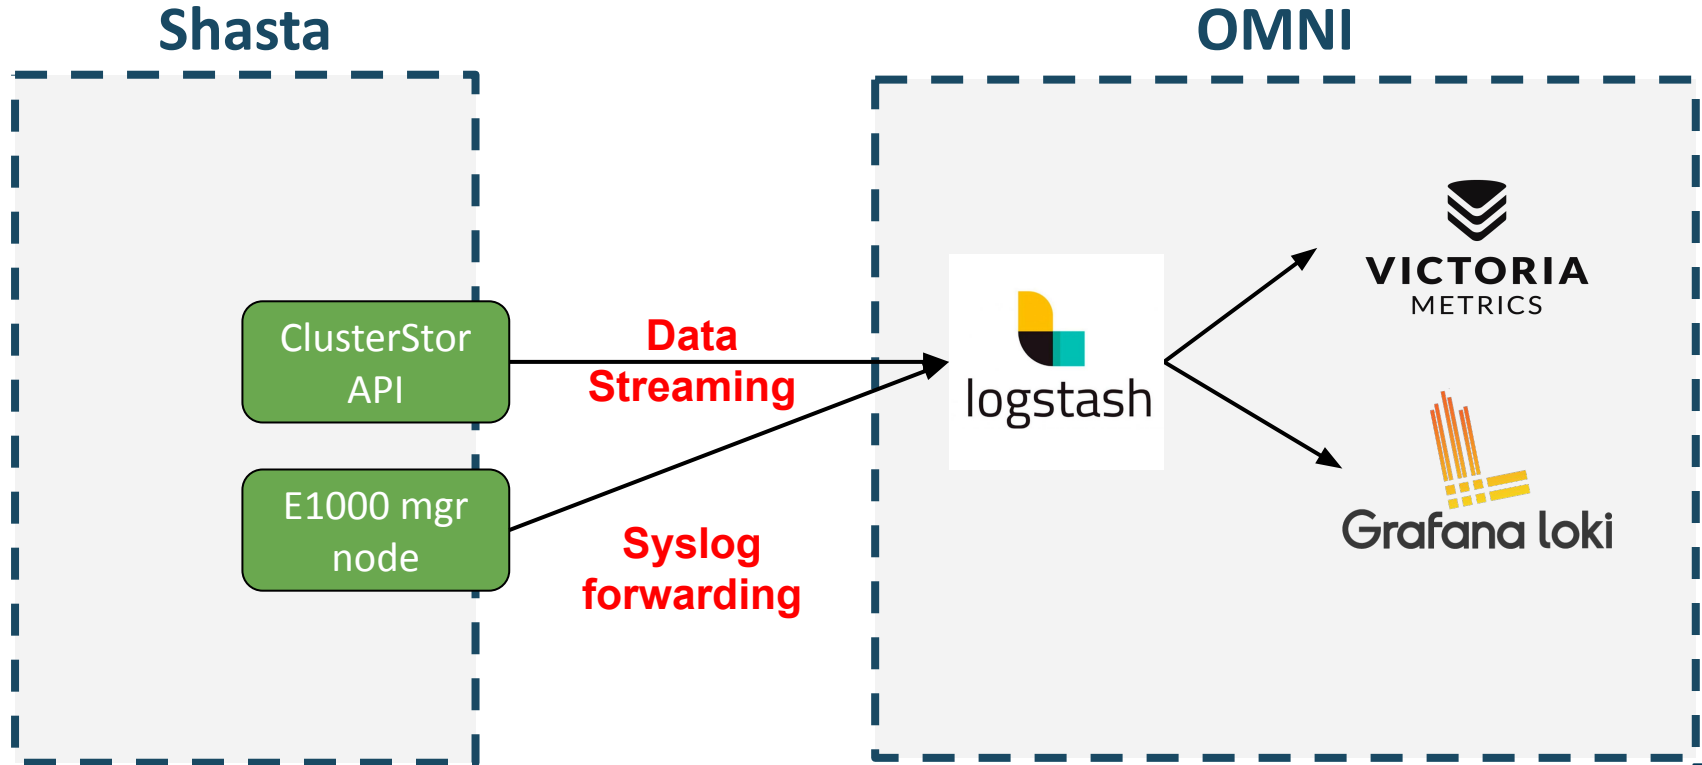 Shasta
OMNI
ClusterStor
API
E1000 mgr
node
Data
Streaming
Syslog
forwarding
logstash
VICTORIA
METRICS
Grafana loki